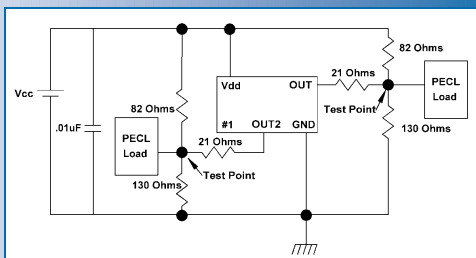 82 Ohms
21 Ohms
PECL
Load
Vcc
Vdd
OUT
Test Point
82 Ohms
.01uF
PECL
Load
21 Ohms
#1
OUT2
GND
130 Ohms
Test Point
130 Ohms